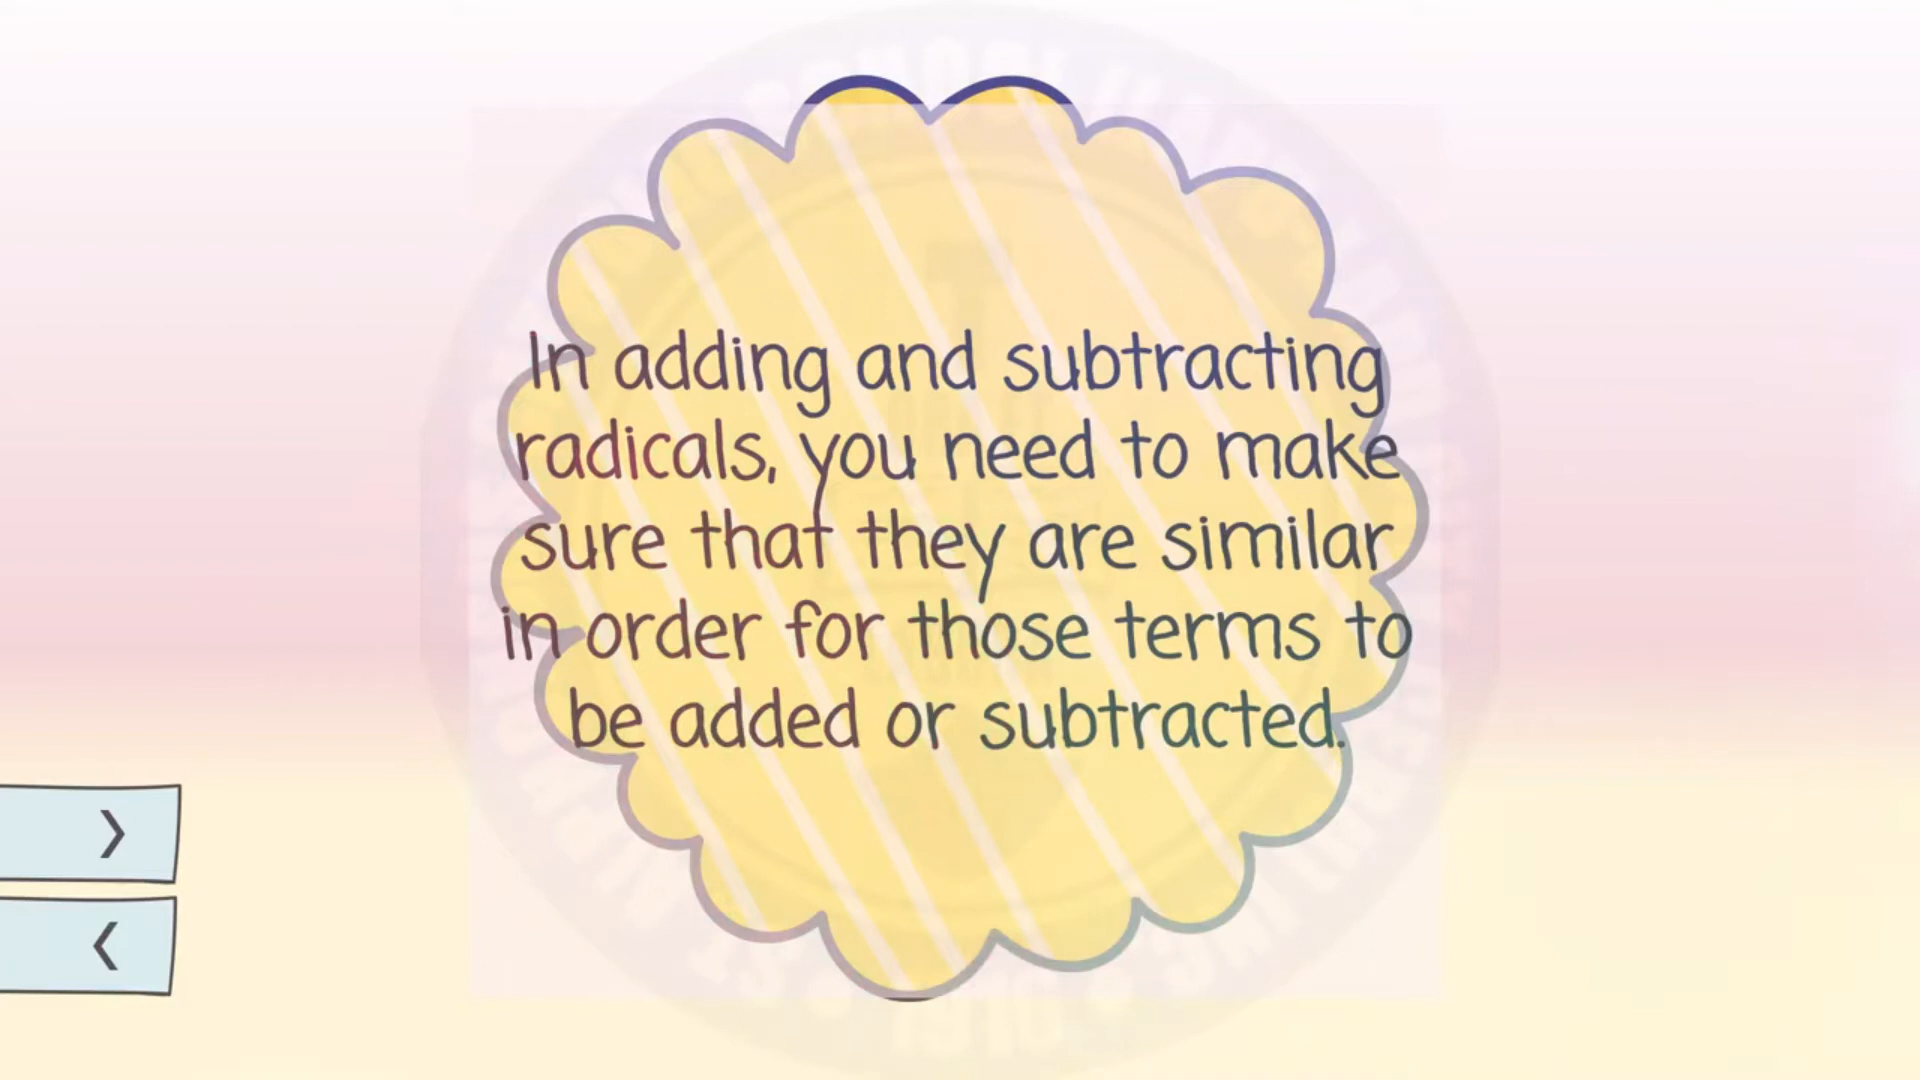 In adding and subtracting
radicals, you need to make
sure that they are similar
in order for those terms to
be added or subtracted.